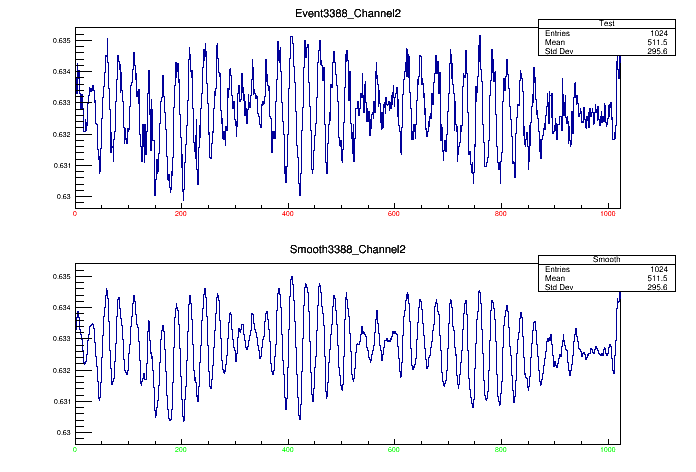 Event3388_Channel2
Test
Entries 1024
Mean 511.5
Std Dev 295.6
0.635
0.634
0.633
0.632
0.631
0.63
0 200 400 600 800 1000
Smooth3388_Channel2
Smooth
Entries 1024
Mean 511.5
Std Dev 295.6
0.635
0.634
0.633
0.632
0.631
0.63
0 200 400 600 800 1000